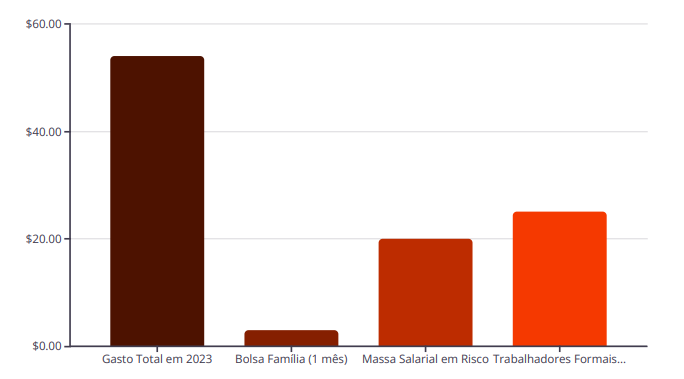 $60.00
$40.00
$20.00
$0.00
Gasto Total em 2023
Bolsa Família (1 mês)
Massa Salarial em Risco
Trabalhadores Formais...